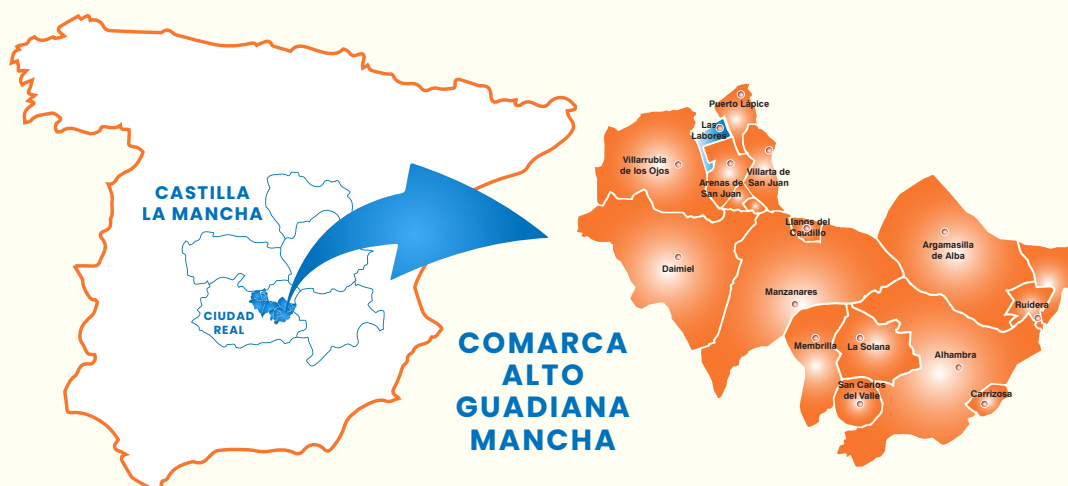 CASTILLA
LA MANCHA
CIUDAD
REAL
COMARCA
ALTO
GUADIANA
MANCHA
Puerto Lápice
Las
Labores
Villarrubia
de los Ojos
Arenas de
San Juan
Villarta de
San Juan
Llanos del
Caudillo
Argamasilla
de Alba
Daimiel
Manzanares
Ruidera
Membrilla
La Solana
Alhambra
San Carlos
del Valle
Carrizosa